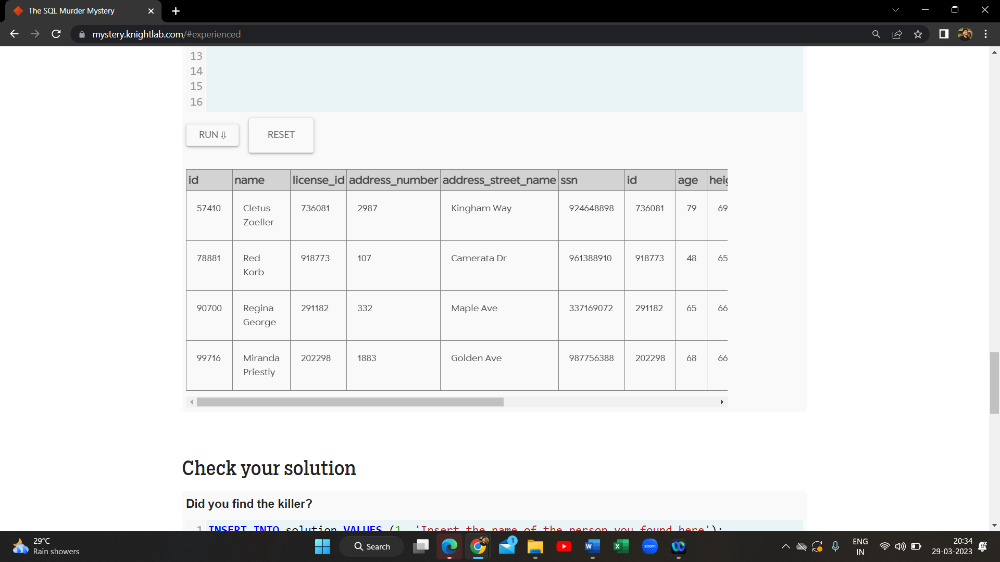 The SQL Murder Mystery
mystery.knightlab.com/#experienced
13
14
15
16
RUN ⇩
RESET
id name license_id address_number address_street_name ssn id age heig
57410 Cletus Zoeller 736081 2987 Kingham Way 924648898 736081 79 69
78881 Red Korb 918773 107 Camerata Dr 961388910 918773 48 65
90700 Regina George 291182 332 Maple Ave 337169072 291182 65 66
99716 Miranda Priestly 202298 1883 Golden Ave 987756388 202298 68 66
Check your solution
Did you find the killer?
1 INSERT INTO solution VALUES (1, 'Insert the name of the person you found here');
29°C
Rain showers
Search
1
W
X
zoom
ENG
IN
20:34
29-03-2023